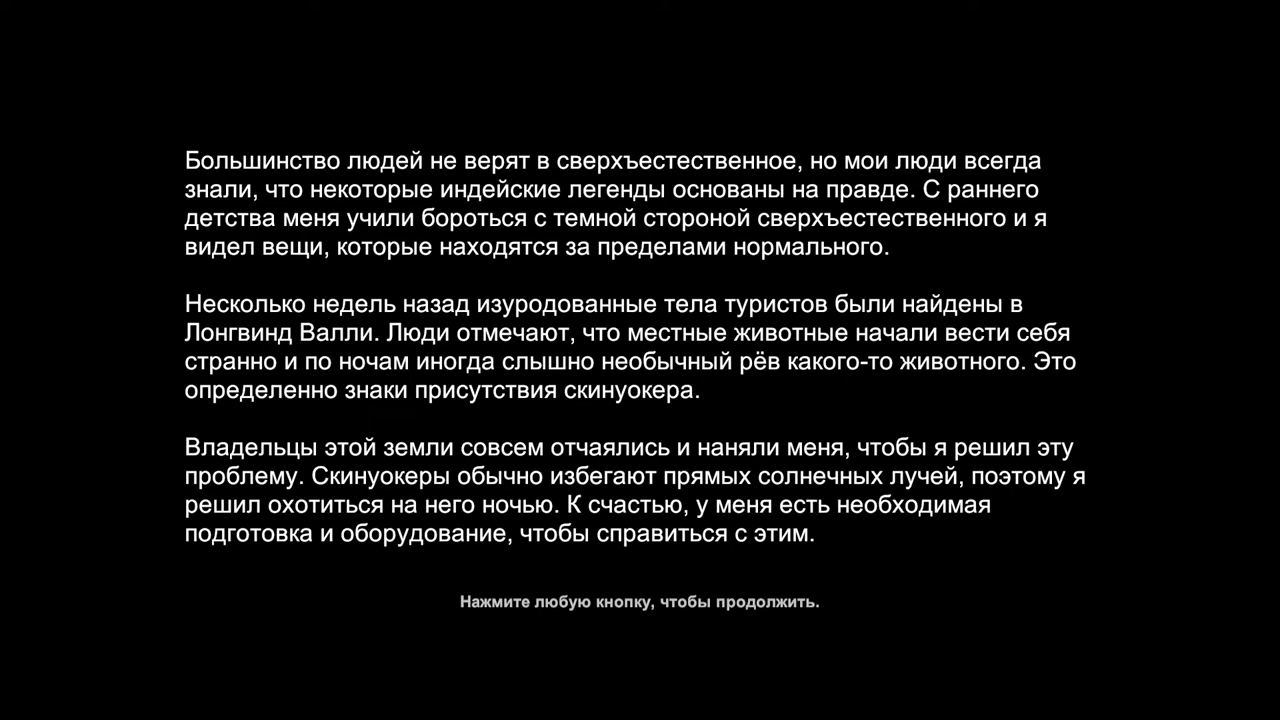 Большинство людей не верят в сверхъестественное, но мои люди всегда
знали, что некоторые индейские легенды основаны на правде. С раннего
детства меня учили бороться с темной стороной сверхъестественного и я
видел вещи, которые находятся за пределами нормального.
Несколько недель назад изуродованные тела туристов были найдены в
Лонгвинд Валли. Люди отмечают, что местные животные начали вести себя
странно и по ночам иногда слышно необычный рёв какого-то животного. Это
определенно знаки присутствия скинуокера.
Владельцы этой земли совсем отчаялись и наняли меня, чтобы я решил эту
проблему. Скинуокеры обычно избегают прямых солнечных лучей, поэтому я
решил охотиться на него ночью. К счастью, у меня есть необходимая
подготовка и оборудование, чтобы справиться с этим.
Нажмите любую кнопку, чтобы продолжить.